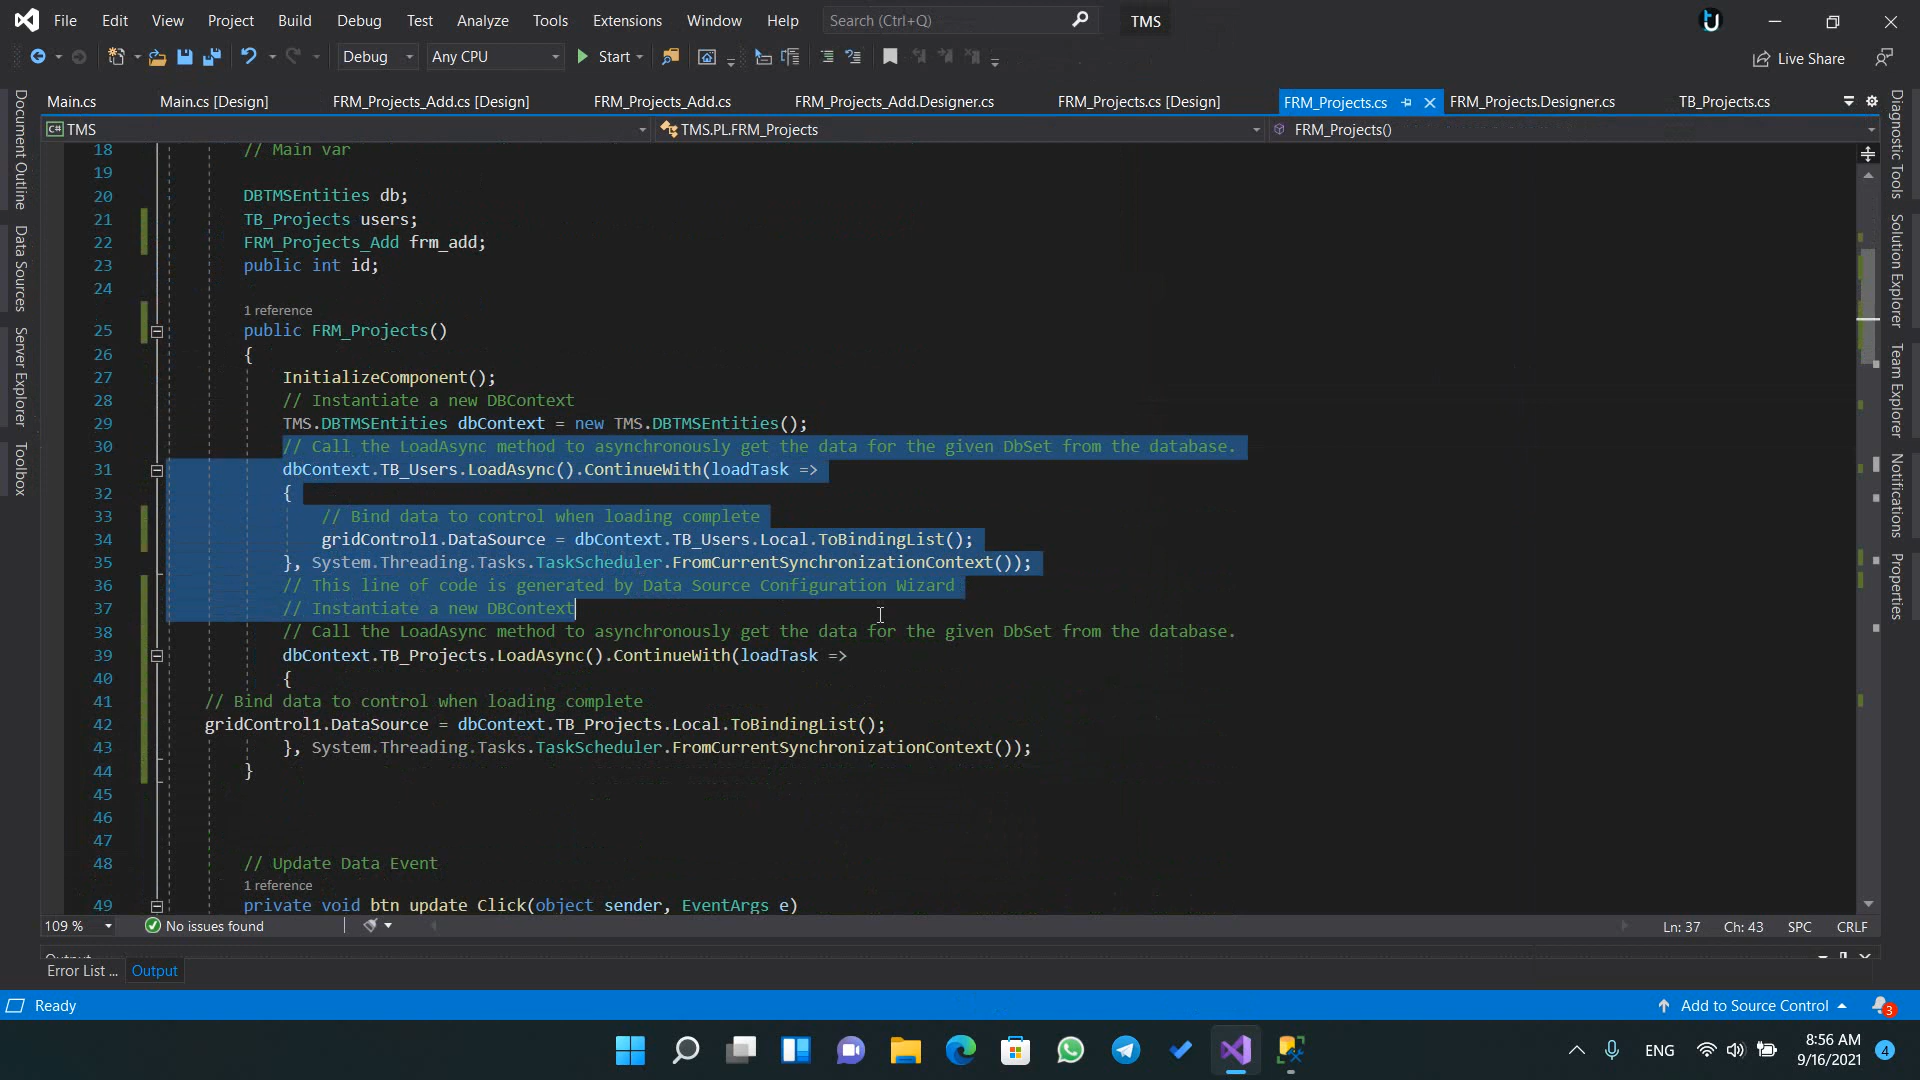 File Edit View Project Build Debug Test Analyze Tools Extensions Window Help Search (Ctrl+Q) TMS
Debug Any CPU Start Live Share
Main.cs Main.cs [Design] FRM_Projects_Add.cs [Design] FRM_Projects_Add.cs FRM_Projects_Add.Designer.cs FRM_Projects.cs [Design] FRM_Projects.cs FRM_Projects.Designer.cs TB_Projects.cs
C# TMS TMS.PL.FRM_Projects FRM_Projects()
Document Outline
Data Sources
Server Explorer
Toolbox
18 // Main var
19
20 DBTMSEntities db;
21 TB_Projects users;
22 FRM_Projects_Add frm_add;
23 public int id;
24
1 reference
25 public FRM_Projects()
26 {
27 InitializeComponent();
28 // Instantiate a new DBContext
29 TMS.DBTMSEntities dbContext = new TMS.DBTMSEntities();
30 // Call the LoadAsync method to asynchronously get the data for the given DbSet from the database.
31 dbContext.TB_Users.LoadAsync().ContinueWith(loadTask =>
32 {
33 // Bind data to control when loading complete
34 gridControl1.DataSource = dbContext.TB_Users.Local.ToBindingList();
35 }, System.Threading.Tasks.TaskScheduler.FromCurrentSynchronizationContext());
36 // This line of code is generated by Data Source Configuration Wizard
37 // Instantiate a new DBContext
38 // Call the LoadAsync method to asynchronously get the data for the given DbSet from the database.
39 dbContext.TB_Projects.LoadAsync().ContinueWith(loadTask =>
40 {
41 // Bind data to control when loading complete
42 gridControl1.DataSource = dbContext.TB_Projects.Local.ToBindingList();
43 }, System.Threading.Tasks.TaskScheduler.FromCurrentSynchronizationContext());
44 }
45
46
47
48 // Update Data Event
1 reference
49 private void btn_update_Click(object sender, EventArgs e)
Diagnostic Tools
Solution Explorer
Team Explorer
Notifications
Properties
109 % No issues found Ln: 37 Ch: 43 SPC CRLF
Output
Error List ... Output
Ready Add to Source Control 3
ENG 8:56 AM
9/16/2021 4